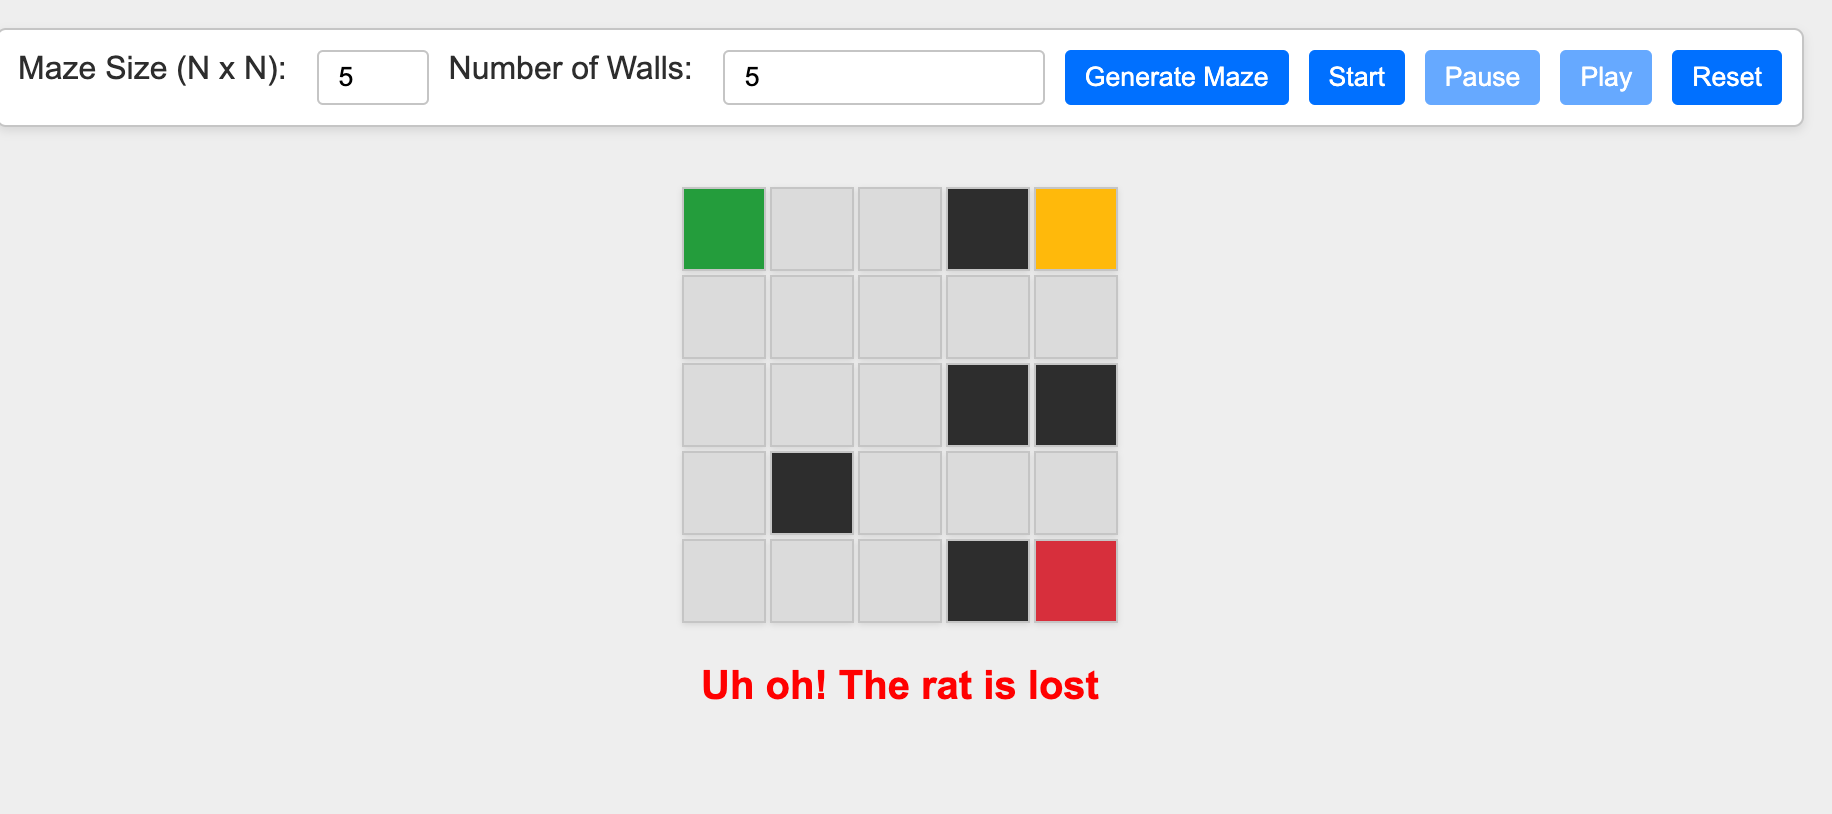 Maze Size (N x N): 5 Number of Walls: 5 Generate Maze Start Pause Play Reset
Uh oh! The rat is lost